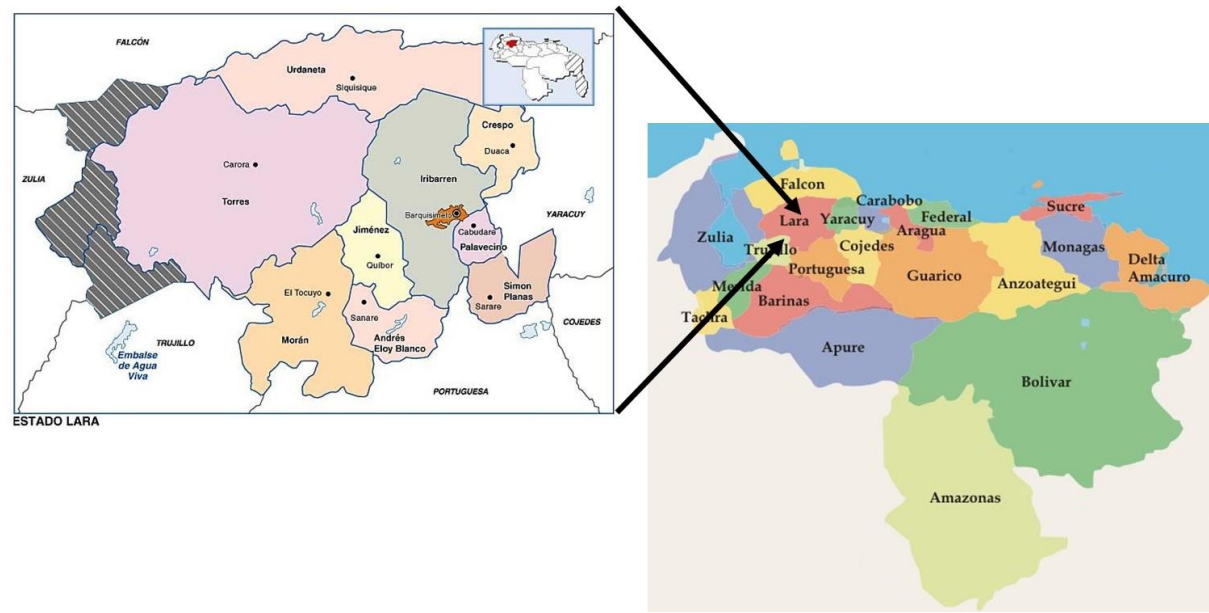 FALCÓN
Urdaneta
Siquisique
Crespo
Duaca
Carora
ZULIA
Iribarren
Torres
Barquisimeto
YARACUY
Jiménez
Cabudare
Palavecino
Quíbor
Simon
Planas
El Tocuyo
Sarare
Sanare
COJEDES
TRUJILLO
Morán
Andrés
Eloy Blanco
Embalse
de Agua
Viva
PORTUGUESA
ESTADO LARA
Falcon
Carabobo
Sucre
Lara
Yaracuy
Federal
Aragua
Zulia
Trujillo
Cojedes
Monagas
Delta
Amacuro
Portuguesa
Guarico
Merida
Anzoategui
Barinas
Tachira
Apure
Bolivar
Amazonas